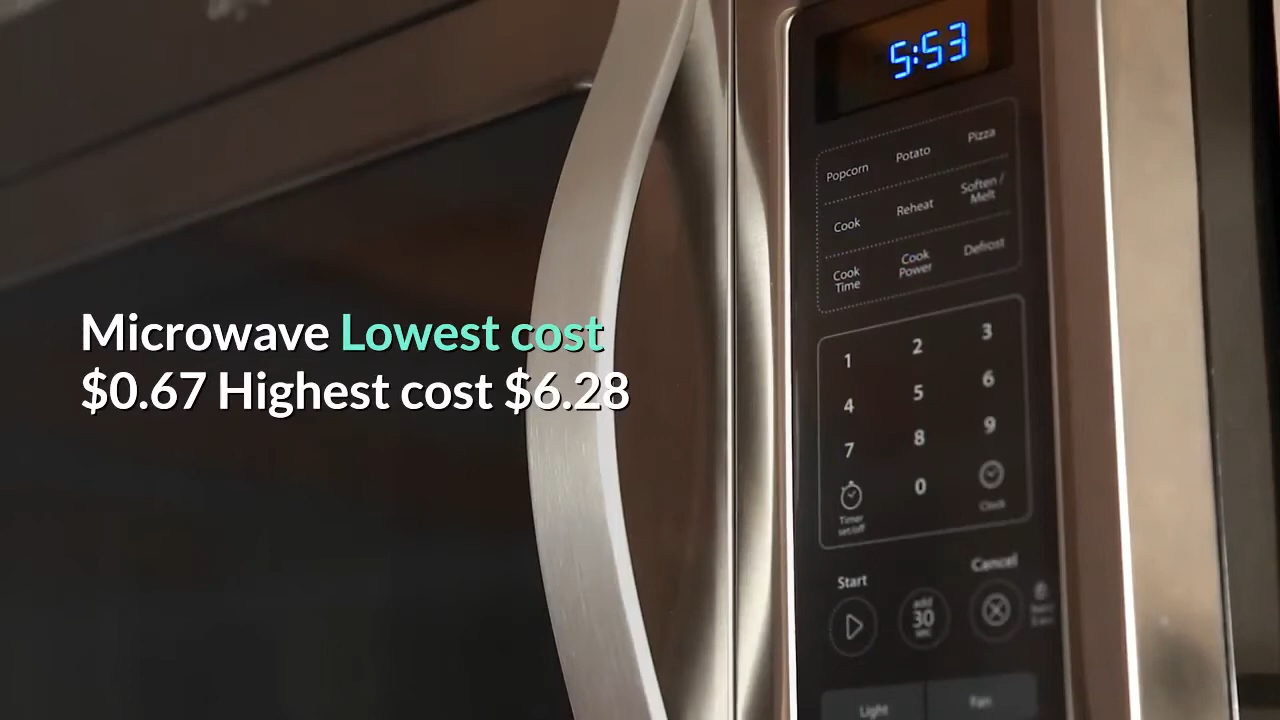 Microwave Lowest cost
$0.67 Highest cost $6.28
5:53
Popcorn Potato Pizza
Cook Reheat Soften /
Melt
Cook
Time
Cook
Power
Defrost
1 2 3
4 5 6
7 8 9
0
Timer
set/off
Clock
Start
Cancel
add
30
sec
Light Fan